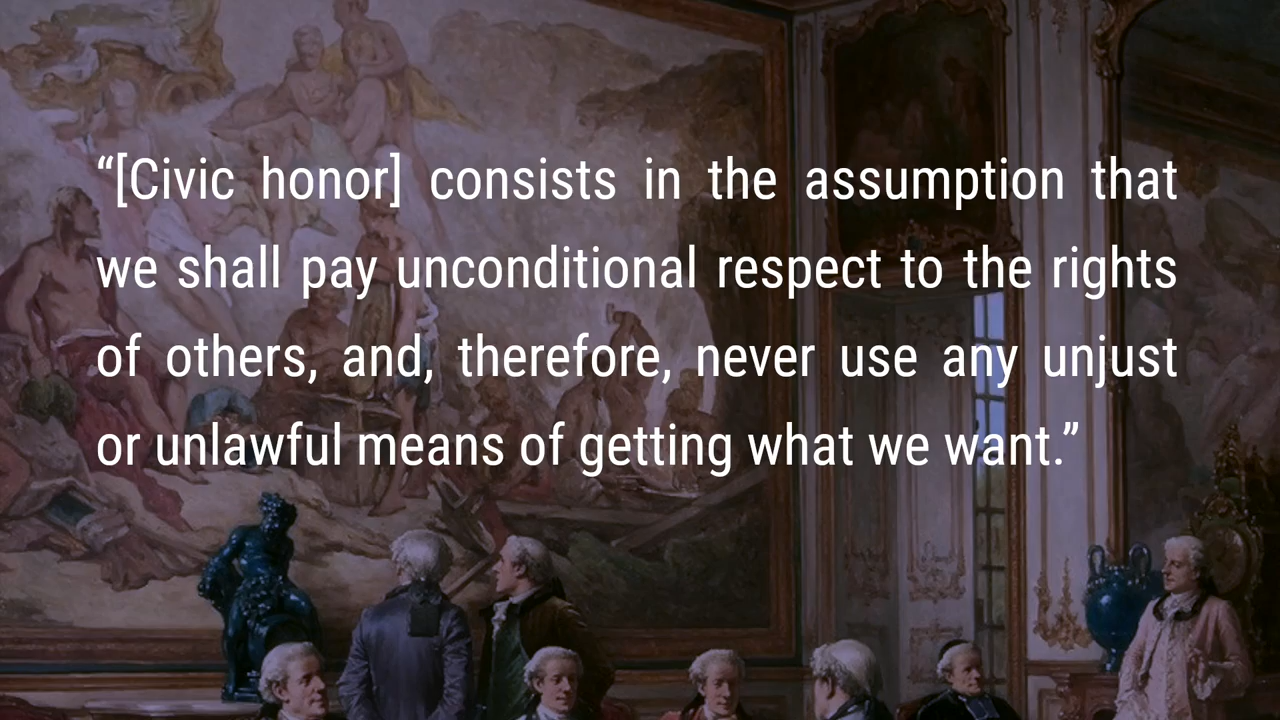 “[Civic honor] consists in the assumption that
we shall pay unconditional respect to the rights
of others, and, therefore, never use any unjust
or unlawful means of getting what we want.”